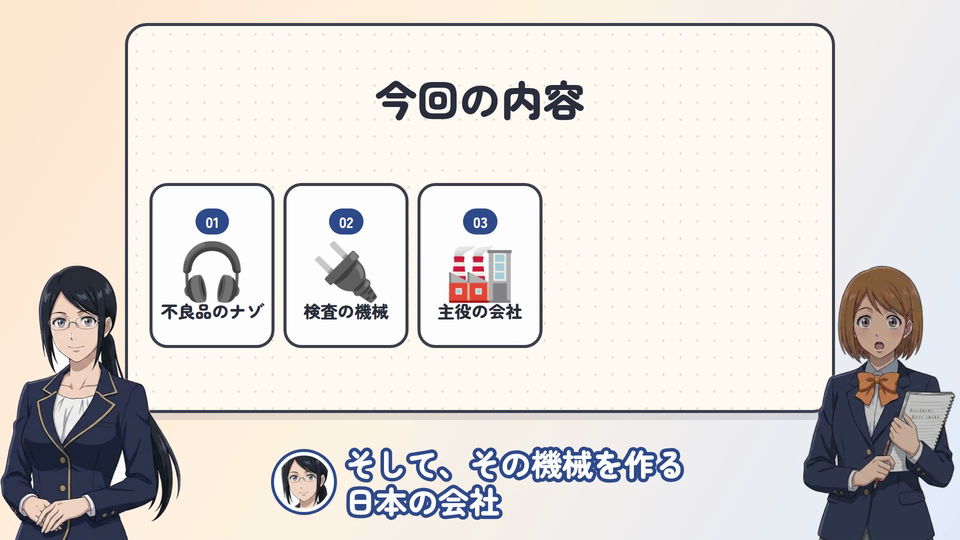 今回の内容
01
不良品のナゾ
02
検査の機械
03
主役の会社
そして、その機械を作る
日本の会社